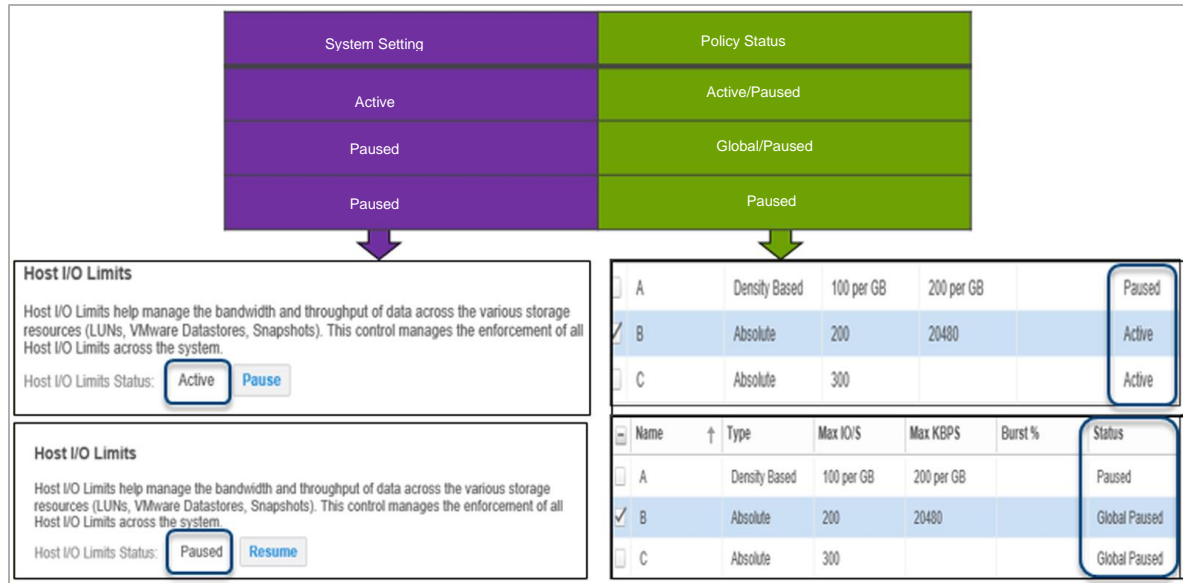 System Setting Policy Status
Active Active/Paused
Paused Global/Paused
Paused Paused
Host I/O Limits
Host I/O Limits help manage the bandwidth and throughput of data across the various storage
resources (LUNs, VMware Datastores, Snapshots). This control manages the enforcement of all
Host I/O Limits across the system.
Host I/O Limits Status: Active Pause
A Density Based 100 per GB 200 per GB Paused
B Absolute 200 20480 Active
C Absolute 300 Active
Host I/O Limits
Host I/O Limits help manage the bandwidth and throughput of data across the various storage
resources (LUNs, VMware Datastores, Snapshots). This control manages the enforcement of all
Host I/O Limits across the system.
Host I/O Limits Status: Paused Resume
Name ↑ Type Max IO/S Max KBPS Burst % Status
A Density Based 100 per GB 200 per GB Paused
B Absolute 200 20480 Global Paused
C Absolute 300 Global Paused